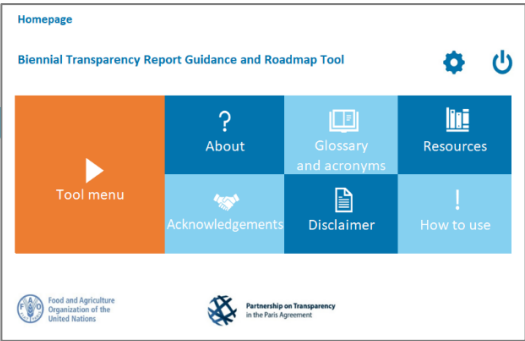 Homepage
Biennial Transparency Report Guidance and Roadmap Tool
?
About
Glossary
and acronyms
Resources
Tool menu
Acknowledgements
Disclaimer
!
How to use
F A O
Food and Agriculture
Organization of the
United Nations
Partnership on Transparency
in the Paris Agreement